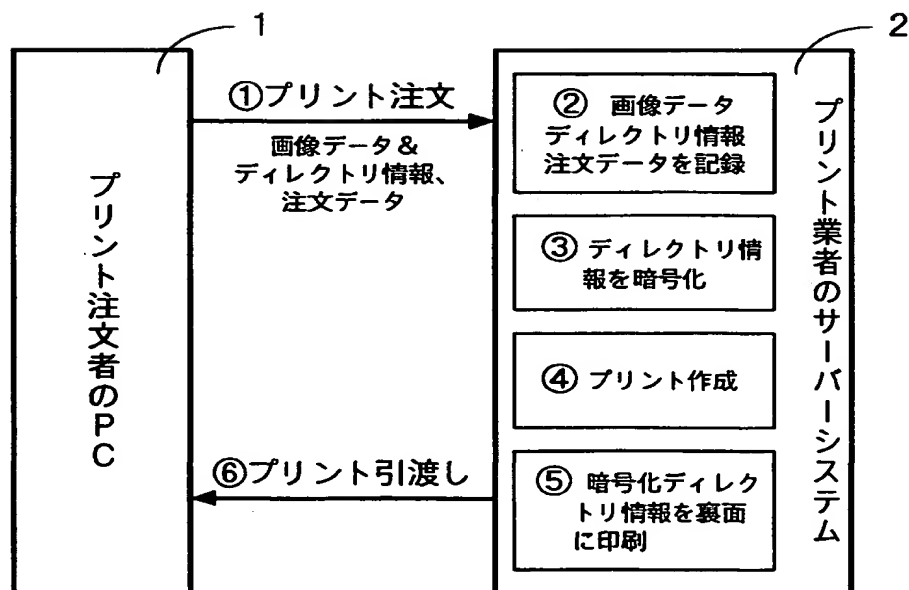 1
2
プリント注文者のPC
①プリント注文
画像データ&
ディレクトリ情報、
注文データ
⑥プリント引渡し
② 画像データ
ディレクトリ情報
注文データを記録
③ ディレクトリ情
報を暗号化
④ プリント作成
⑤ 暗号化ディレク
トリ情報を裏面
に印刷
プリント業者のサーバーシステム